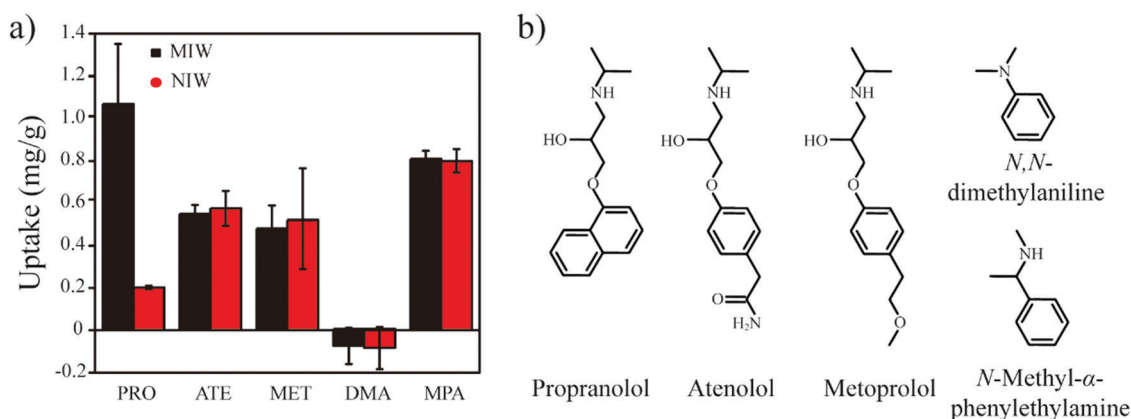 a)
MIW
NIW
Uptake (mg/g)
1.4
1.2
1.0
0.8
0.6
0.4
0.2
0
-0.2
PRO
ATE
MET
DMA
MPA
b)
NH
HO
O
Propranolol
NH
HO
O
O
H₂N
Atenolol
NH
HO
O
O
Metoprolol
N
N,N-
dimethylaniline
NH
N-Methyl-α-
phenylethylamine